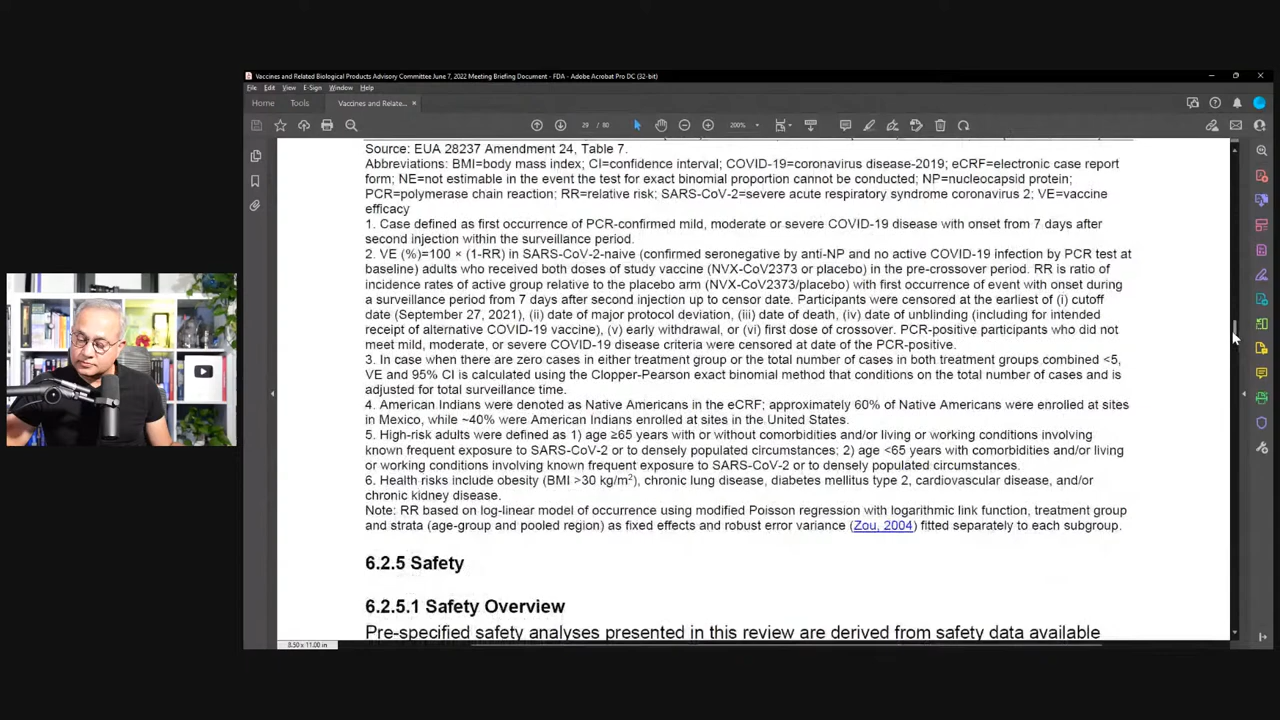 Vaccines and Related Biological Products Advisory Committee June 7, 2022 Meeting Briefing Document - FDA - Adobe Acrobat Pro DC (32-bit)
File Edit View E-Sign Window Help
Home Tools Vaccines and Relate... ×
29 / 80 200%
Source: EUA 28237 Amendment 24, Table 7.
Abbreviations: BMI=body mass index; CI=confidence interval; COVID-19=coronavirus disease-2019; eCRF=electronic case report
form; NE=not estimable in the event the test for exact binomial proportion cannot be conducted; NP=nucleocapsid protein;
PCR=polymerase chain reaction; RR=relative risk; SARS-CoV-2=severe acute respiratory syndrome coronavirus 2; VE=vaccine
efficacy
1. Case defined as first occurrence of PCR-confirmed mild, moderate or severe COVID-19 disease with onset from 7 days after
second injection within the surveillance period.
2. VE (%)=100 × (1-RR) in SARS-CoV-2-naive (confirmed seronegative by anti-NP and no active COVID-19 infection by PCR test at
baseline) adults who received both doses of study vaccine (NVX-CoV2373 or placebo) in the pre-crossover period. RR is ratio of
incidence rates of active group relative to the placebo arm (NVX-CoV2373/placebo) with first occurrence of event with onset during
a surveillance period from 7 days after second injection up to censor date. Participants were censored at the earliest of (i) cutoff
date (September 27, 2021), (ii) date of major protocol deviation, (iii) date of death, (iv) date of unblinding (including for intended
receipt of alternative COVID-19 vaccine), (v) early withdrawal, or (vi) first dose of crossover. PCR-positive participants who did not
meet mild, moderate, or severe COVID-19 disease criteria were censored at date of the PCR-positive.
3. In case when there are zero cases in either treatment group or the total number of cases in both treatment groups combined <5,
VE and 95% CI is calculated using the Clopper-Pearson exact binomial method that conditions on the total number of cases and is
adjusted for total surveillance time.
4. American Indians were denoted as Native Americans in the eCRF; approximately 60% of Native Americans were enrolled at sites
in Mexico, while ~40% were American Indians enrolled at sites in the United States.
5. High-risk adults were defined as 1) age ≥65 years with or without comorbidities and/or living or working conditions involving
known frequent exposure to SARS-CoV-2 or to densely populated circumstances; 2) age <65 years with comorbidities and/or living
or working conditions involving known frequent exposure to SARS-CoV-2 or to densely populated circumstances.
6. Health risks include obesity (BMI >30 kg/m²), chronic lung disease, diabetes mellitus type 2, cardiovascular disease, and/or
chronic kidney disease.
Note: RR based on log-linear model of occurrence using modified Poisson regression with logarithmic link function, treatment group
and strata (age-group and pooled region) as fixed effects and robust error variance (Zou, 2004) fitted separately to each subgroup.
6.2.5 Safety
6.2.5.1 Safety Overview
Pre-specified safety analyses presented in this review are derived from safety data available
8.50 x 11.00 in